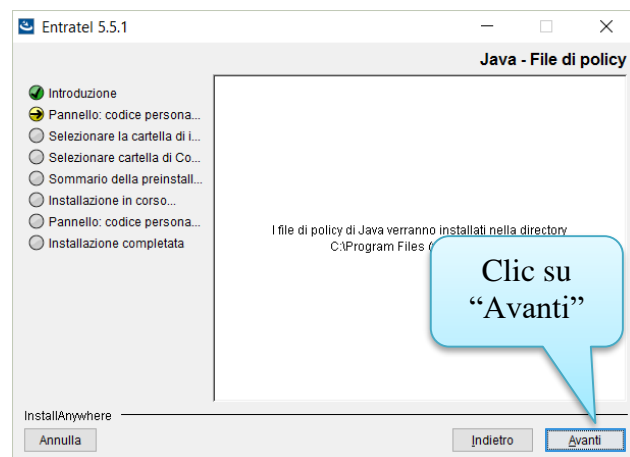 Entratel 5.5.1
Java - File di policy
Introduzione
Pannello: codice persona...
Selezionare la cartella di i...
Selezionare cartella di Co...
Sommario della preinstall...
Installazione in corso...
Pannello: codice persona...
Installazione completata
I file di policy di Java verranno installati nella directory
C:\Program Files (
Clic su
“Avanti”
InstallAnywhere
Annulla
Indietro
Avanti